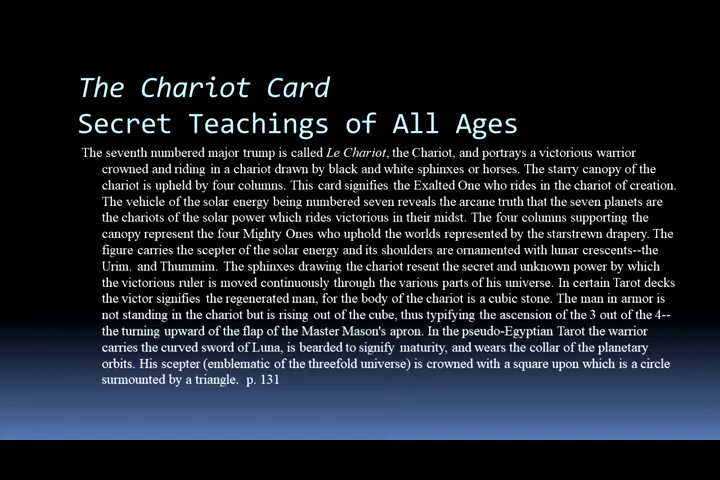 The Chariot Card
Secret Teachings of All Ages
The seventh numbered major trump is called Le Chariot, the Chariot, and portrays a victorious warrior
crowned and riding in a chariot drawn by black and white sphinxes or horses. The starry canopy of the
chariot is upheld by four columns. This card signifies the Exalted One who rides in the chariot of creation.
The vehicle of the solar energy being numbered seven reveals the arcane truth that the seven planets are
the chariots of the solar power which rides victorious in their midst. The four columns supporting the
canopy represent the four Mighty Ones who uphold the worlds represented by the starstrewn drapery. The
figure carries the scepter of the solar energy and its shoulders are ornamented with lunar crescents--the
Urim. and Thummim. The sphinxes drawing the chariot resent the secret and unknown power by which
the victorious ruler is moved continuously through the various parts of his universe. In certain Tarot decks
the victor signifies the regenerated man, for the body of the chariot is a cubic stone. The man in armor is
not standing in the chariot but is rising out of the cube, thus typifying the ascension of the 3 out of the 4--
the turning upward of the flap of the Master Mason's apron. In the pseudo-Egyptian Tarot the warrior
carries the curved sword of Luna, is bearded to signify maturity, and wears the collar of the planetary
orbits. His scepter (emblematic of the threefold universe) is crowned with a square upon which is a circle
surmounted by a triangle. p. 131